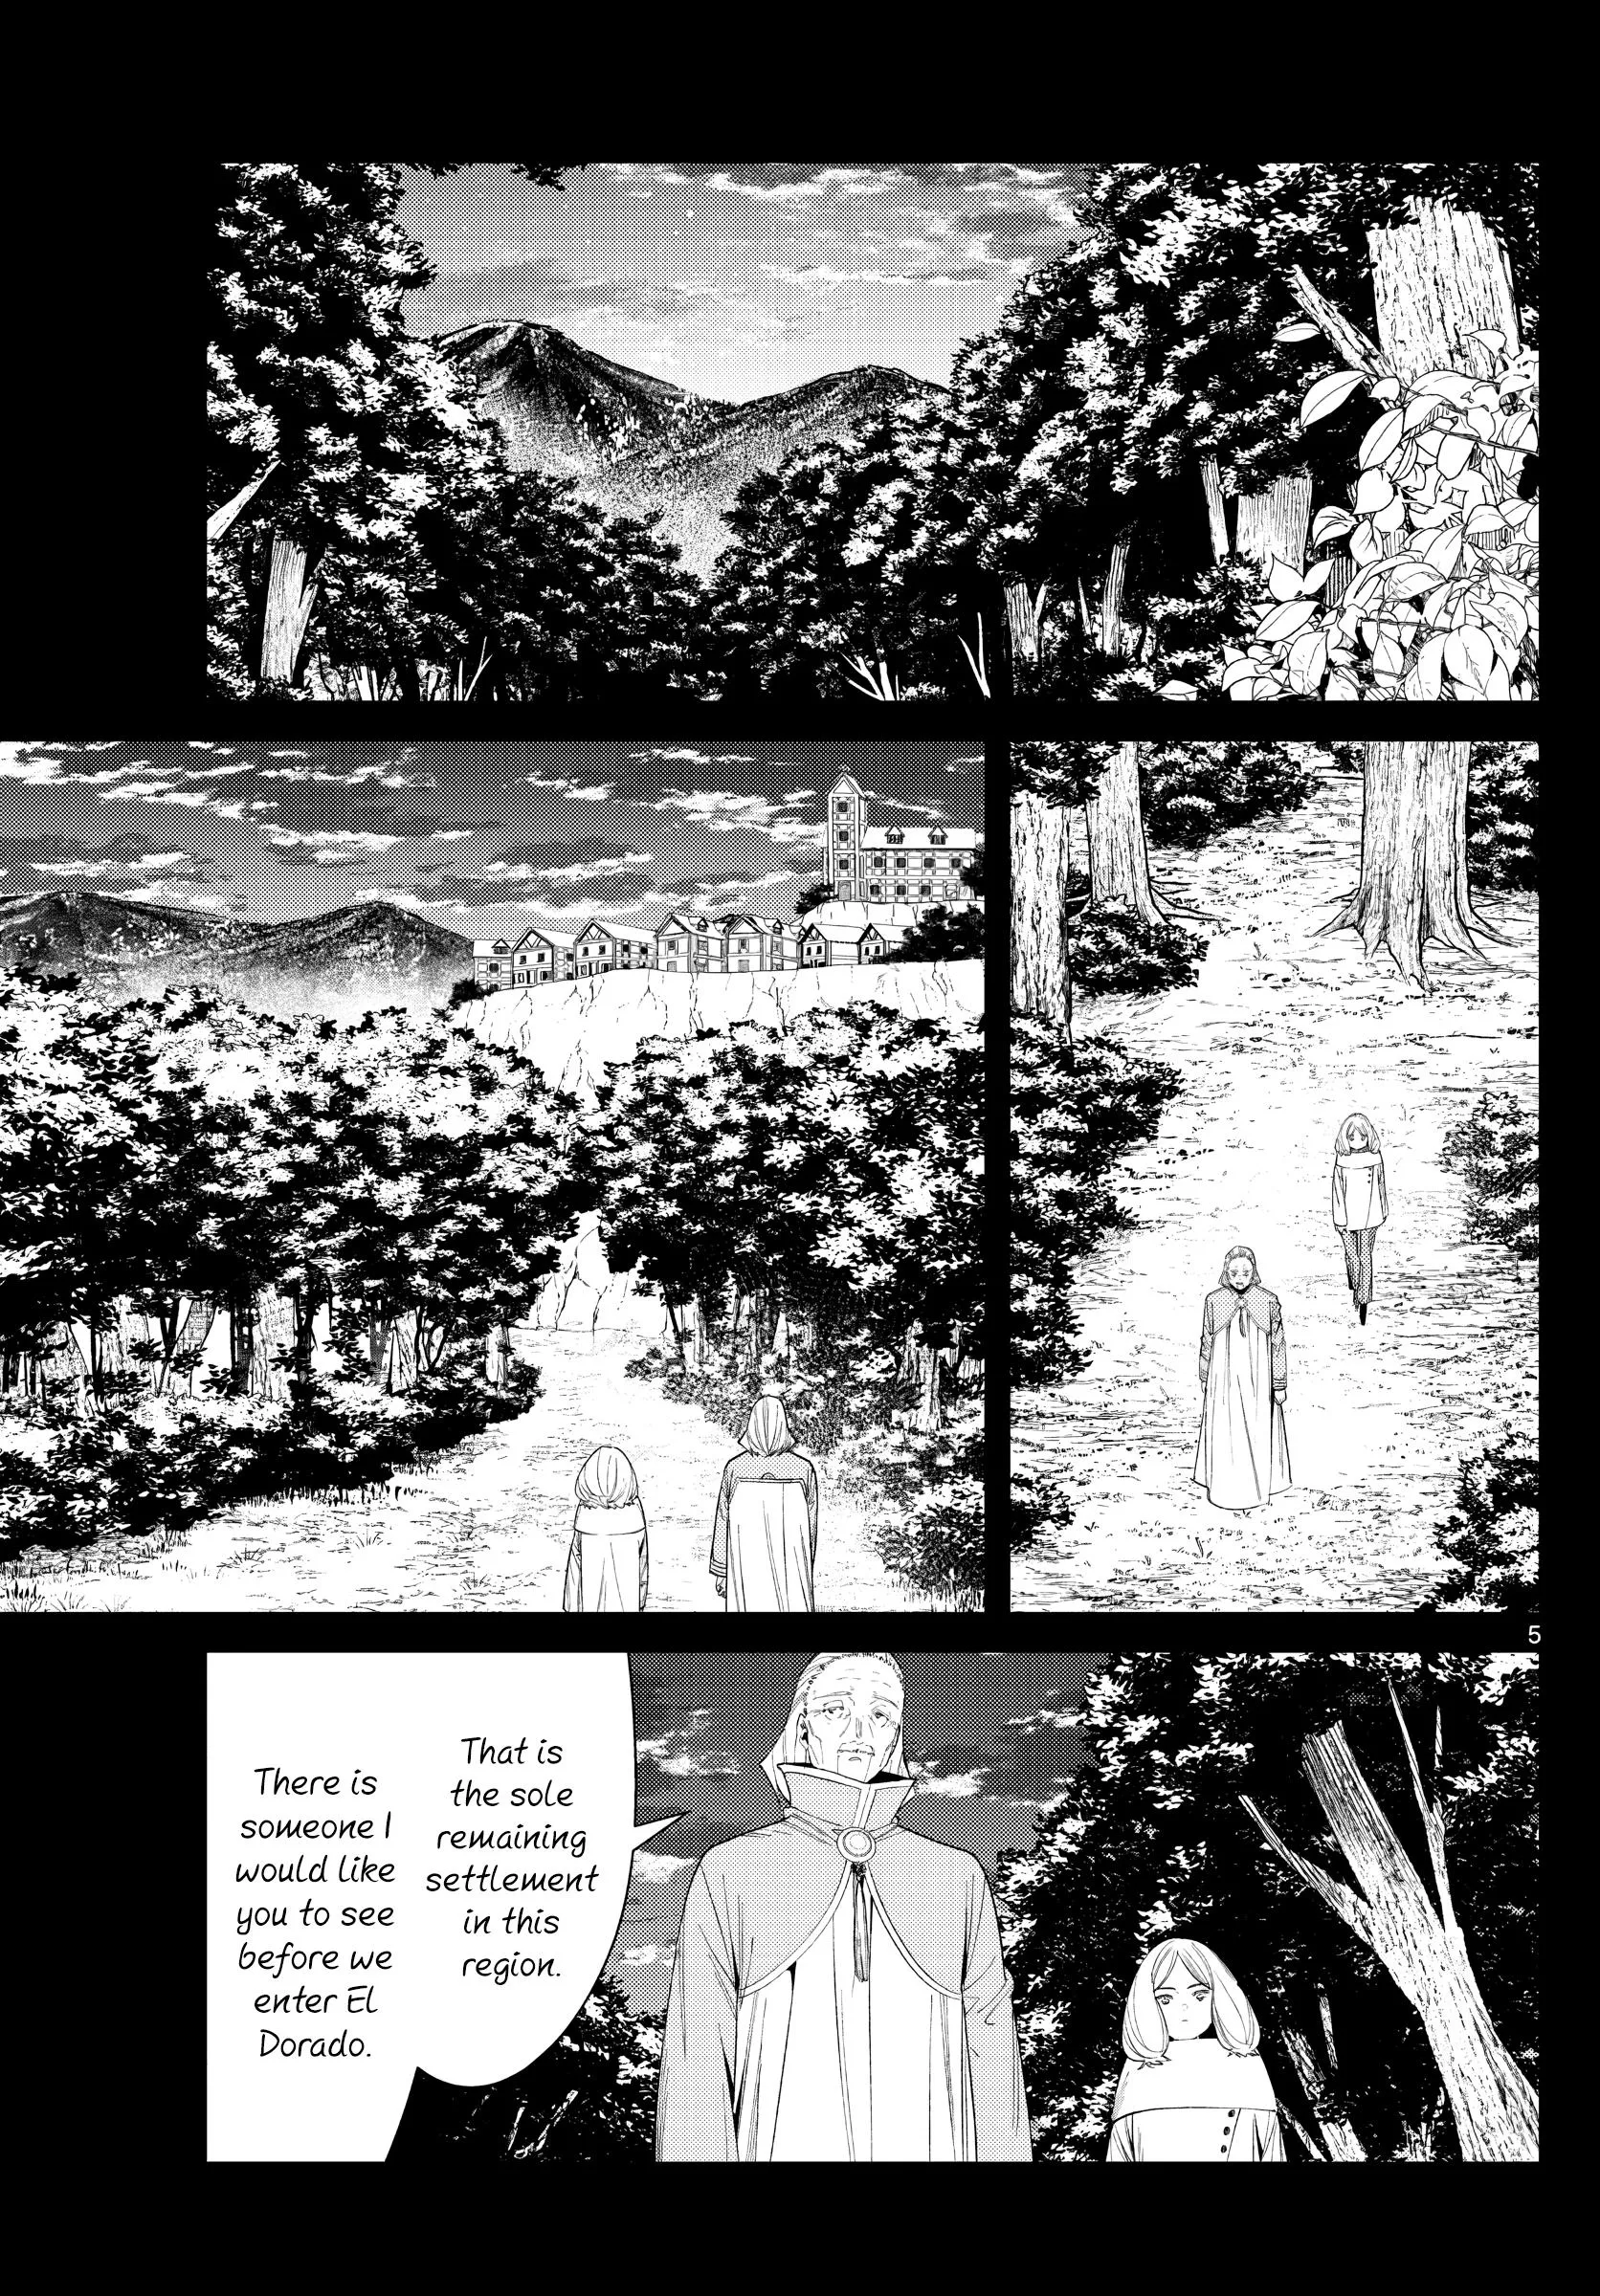 5
That is
the sole
remaining
settlement
in this
region.
There is
someone I
would like
you to see
before we
enter El
Dorado.